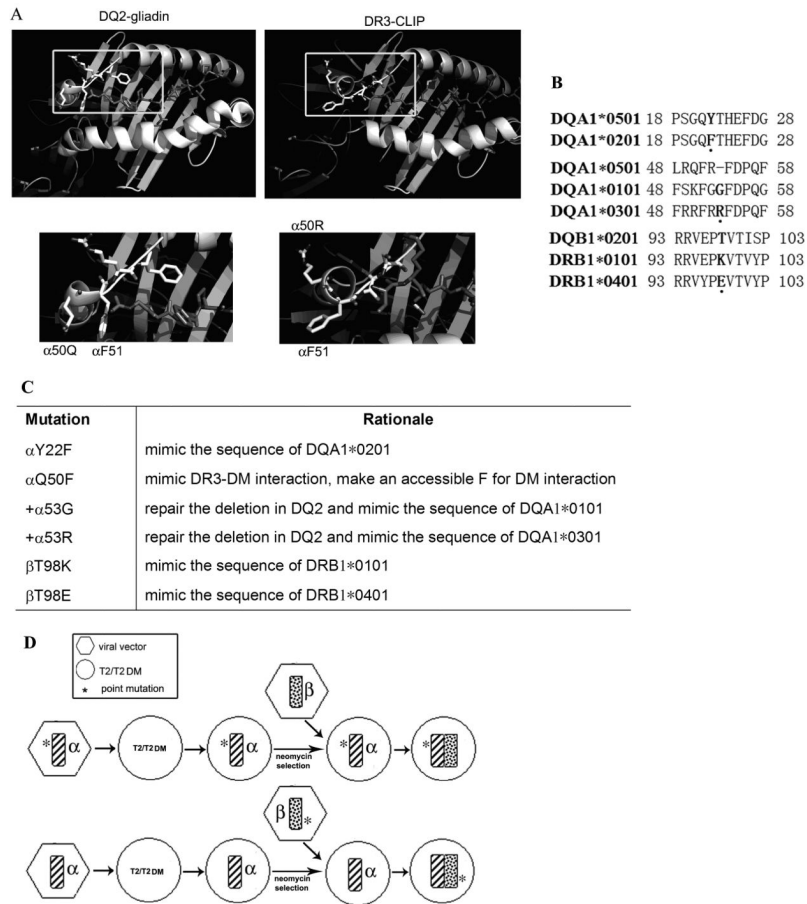 A
DQ2-gliadin
DR3-CLIP
α50R
α50Q
αF51
αF51
B
DQA1*0501 18 PSGQYTHEFDG 28
DQA1*0201 18 PSGQFTHEFDG 28
DQA1*0501 48 LRQFR-FDPQF 58
DQA1*0101 48 FSKFGGFDPQG 58
DQA1*0301 48 FRRFRRFDPQF 58
DQB1*0201 93 RRVEPTVTISP 103
DRB1*0101 93 RRVEPKVTVYP 103
DRB1*0401 93 RRVYPEVTVYP 103
C
Mutation Rationale
αY22F mimic the sequence of DQA1*0201
αQ50F mimic DR3-DM interaction, make an accessible F for DM interaction
+α53G repair the deletion in DQ2 and mimic the sequence of DQA1*0101
+α53R repair the deletion in DQ2 and mimic the sequence of DQA1*0301
βT98K mimic the sequence of DRB1*0101
βT98E mimic the sequence of DRB1*0401
D
viral vector
T2/T2DM
* point mutation
β
* α T2/T2DM * α neomycin selection * α *
β *
α T2/T2DM α neomycin selection α *